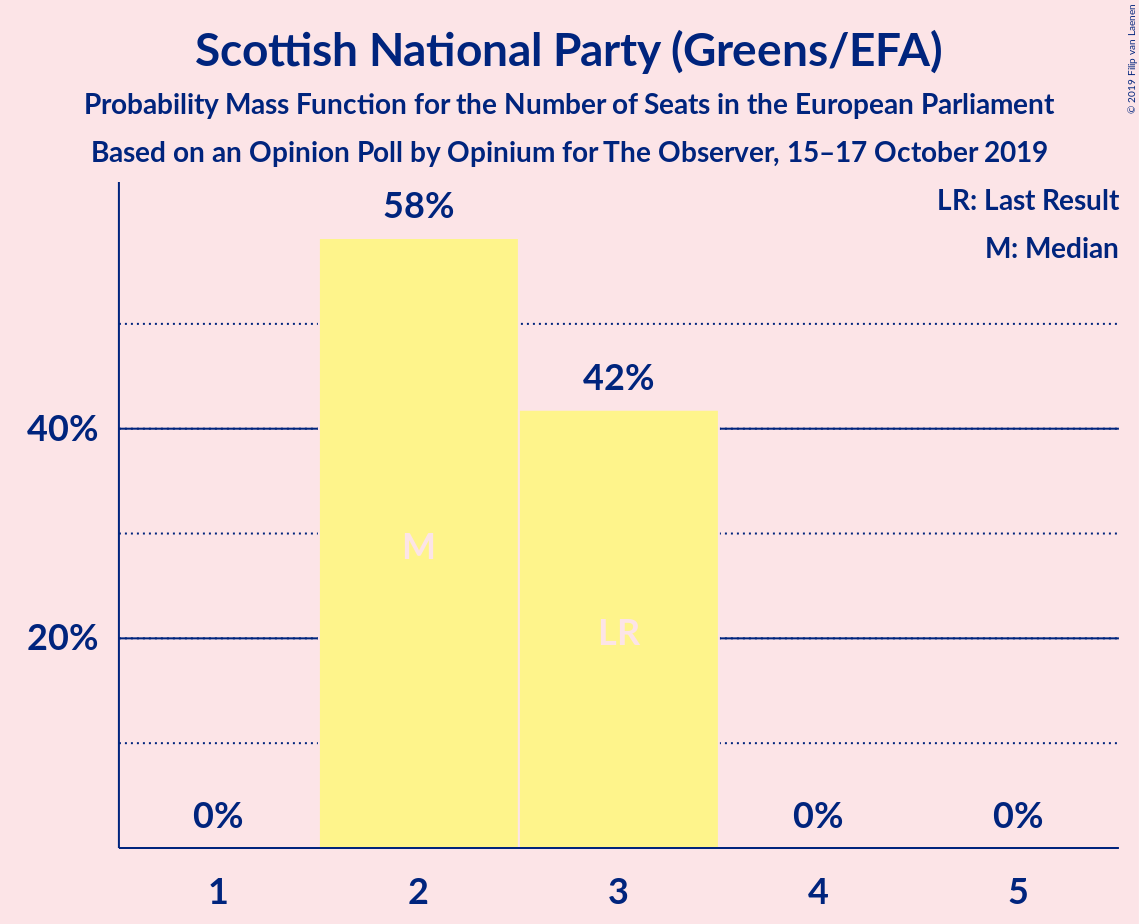 Scottish National Party (Greens/EFA)
Probability Mass Function for the Number of Seats in the European Parliament
Based on an Opinion Poll by Opinium for The Observer, 15–17 October 2019
© 2019 Filip van Laenen
LR: Last Result
M: Median
58%
42%
40%
M
LR
20%
0%
0%
0%
1
2
3
4
5